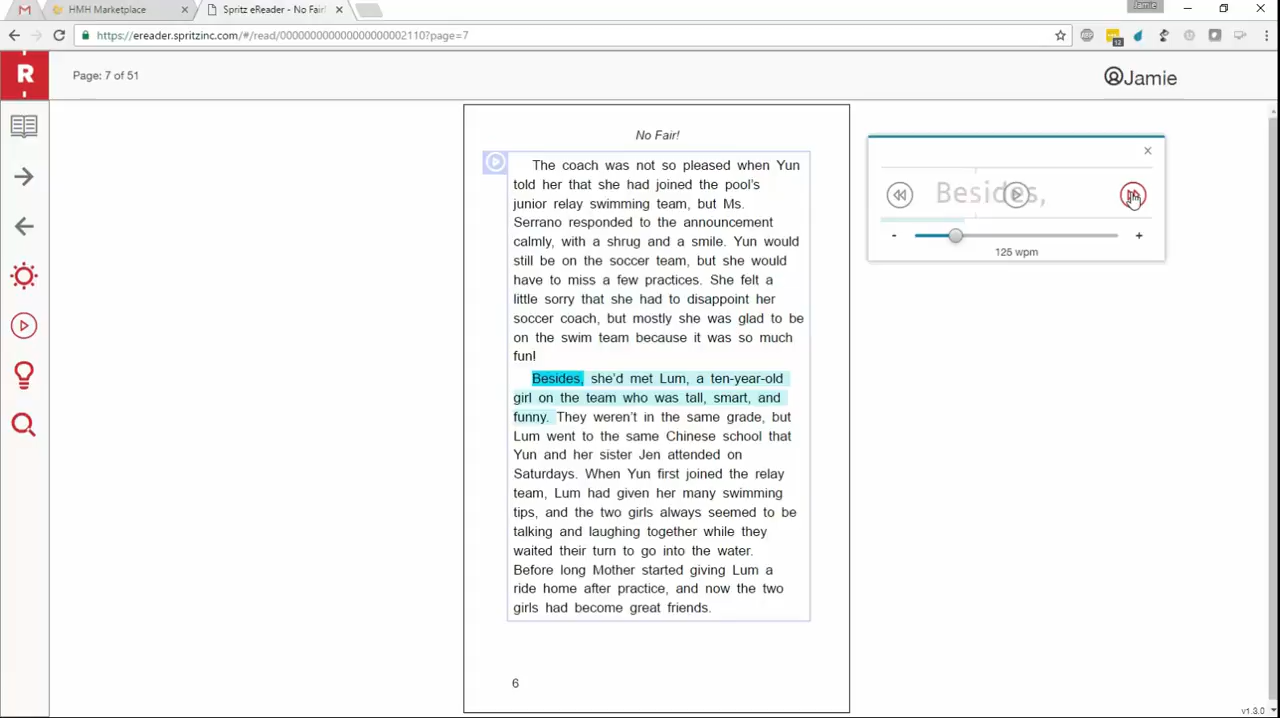 Jamie
HMH Marketplace
Spritz eReader - No Fair!
https://ereader.spritzinc.com/#/read/00000000000000000000002110?page=7
12
R
Page: 7 of 51
Jamie
No Fair!
The coach was not so pleased when Yun
told her that she had joined the pool's
junior relay swimming team, but Ms.
Serrano responded to the announcement
calmly, with a shrug and a smile. Yun would
still be on the soccer team, but she would
have to miss a few practices. She felt a
little sorry that she had to disappoint her
soccer coach, but mostly she was glad to be
on the swim team because it was so much
fun!
Besides, she'd met Lum, a ten-year-old
girl on the team who was tall, smart, and
funny. They weren't in the same grade, but
Lum went to the same Chinese school that
Yun and her sister Jen attended on
Saturdays. When Yun first joined the relay
team, Lum had given her many swimming
tips, and the two girls always seemed to be
talking and laughing together while they
waited their turn to go into the water.
Before long Mother started giving Lum a
ride home after practice, and now the two
girls had become great friends.
6
Besides,
- +
125 wpm
v1.3.0